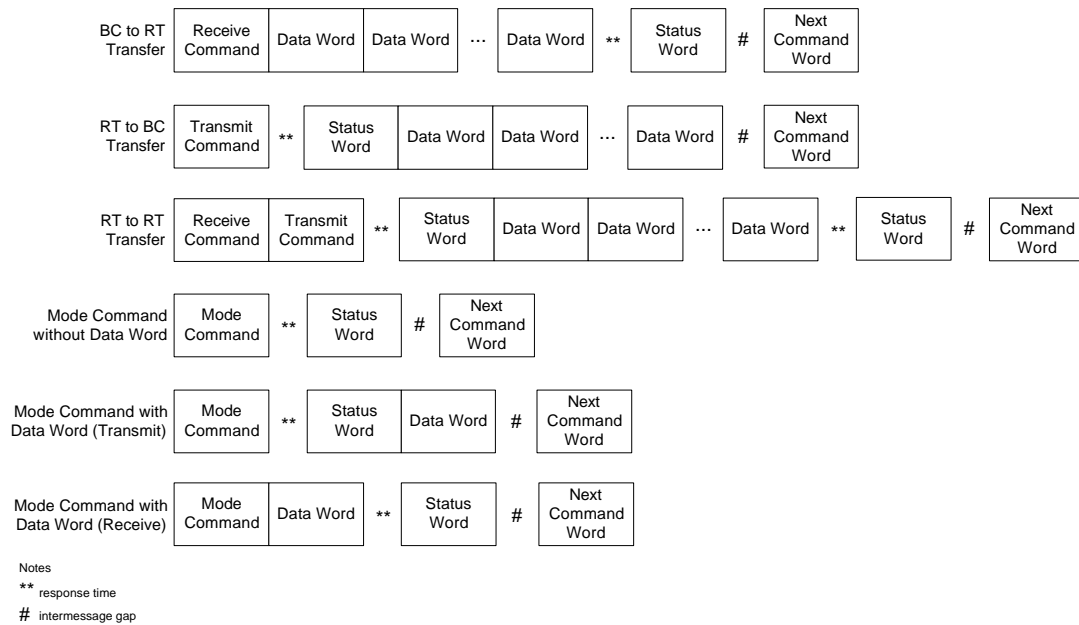 BC to RT
Transfer
Receive
Command
Data Word
Data Word
...
Data Word
**
Status
Word
#
Next
Command
Word
RT to BC
Transfer
Transmit
Command
**
Status
Word
Data Word
Data Word
...
Data Word
#
Next
Command
Word
RT to RT
Transfer
Receive
Command
Transmit
Command
**
Status
Word
Data Word
Data Word
...
Data Word
**
Status
Word
#
Next
Command
Word
Mode Command
without Data Word
Mode
Command
**
Status
Word
#
Next
Command
Word
Mode Command with
Data Word (Transmit)
Mode
Command
**
Status
Word
Data Word
#
Next
Command
Word
Mode Command with
Data Word (Receive)
Mode
Command
Data Word
**
Status
Word
#
Next
Command
Word
Notes
** response time
# intermessage gap